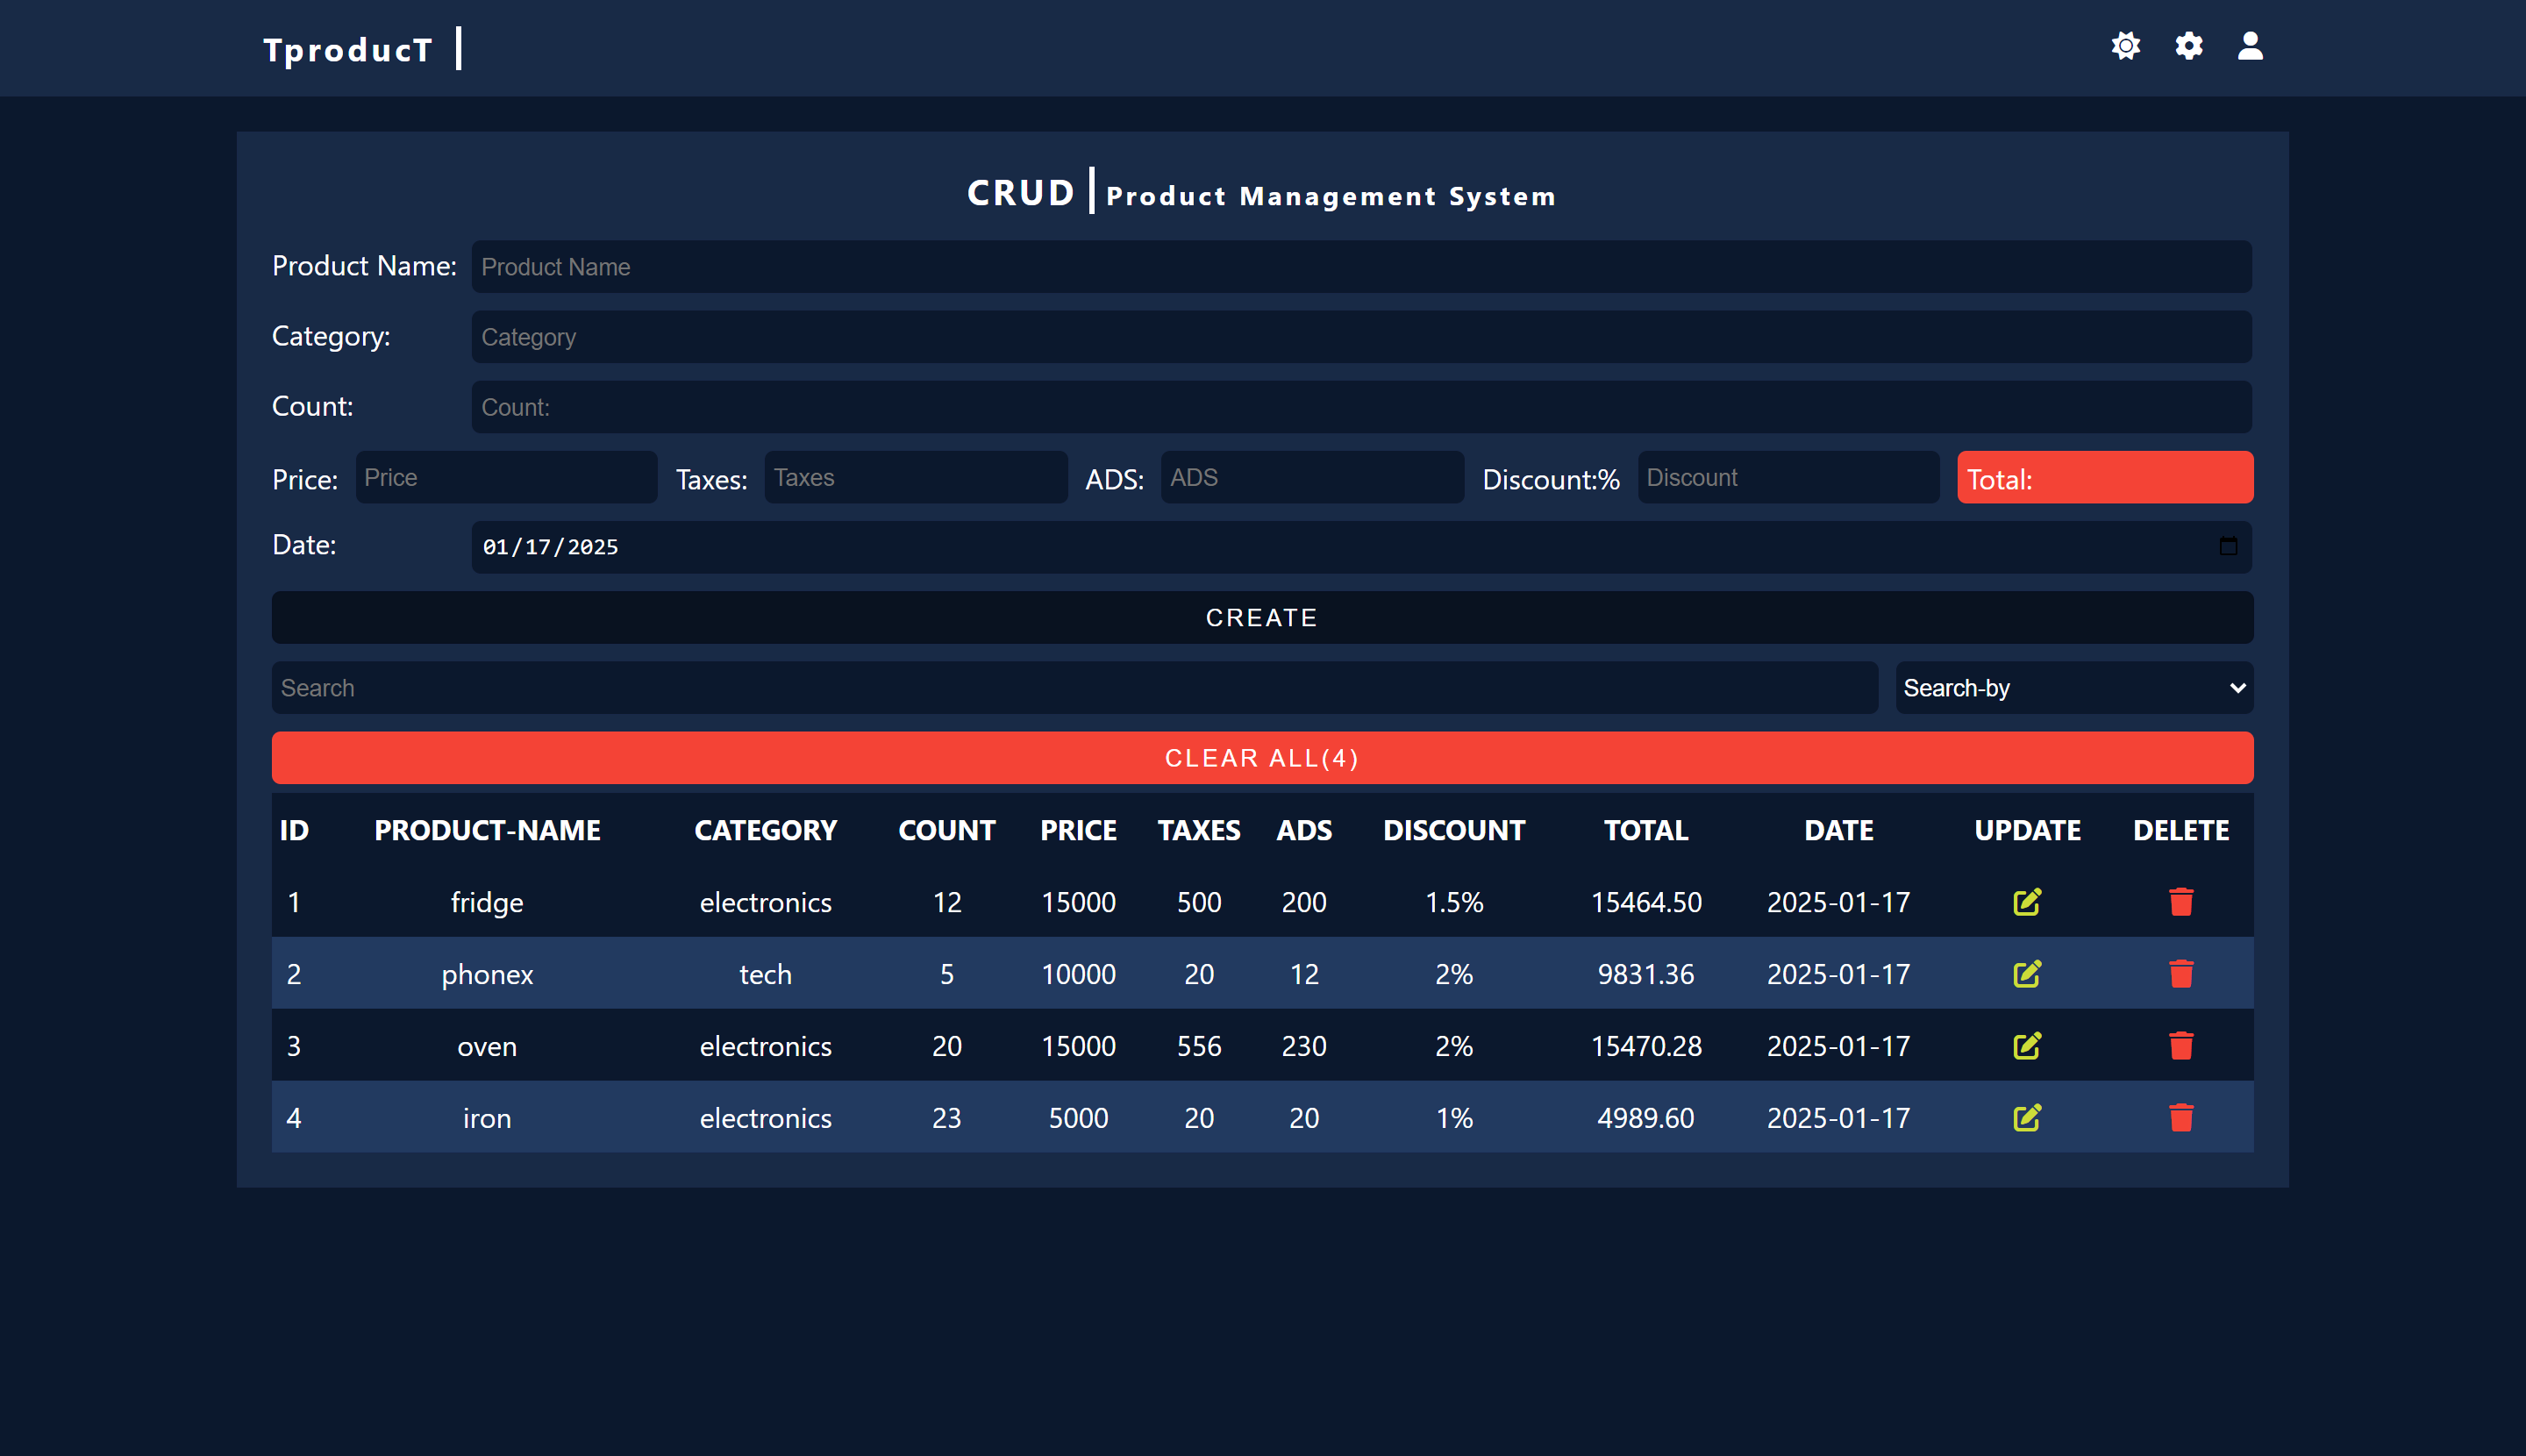 TproducT
CRUD Product Management System
Product Name: Product Name
Category: Category
Count: Count:
Price: Price Taxes: Taxes ADS: ADS Discount:% Discount Total:
Date: 01/17/2025
CREATE
Search Search-by
CLEAR ALL(4)
ID PRODUCT-NAME CATEGORY COUNT PRICE TAXES ADS DISCOUNT TOTAL DATE UPDATE DELETE
1 fridge electronics 12 15000 500 200 1.5% 15464.50 2025-01-17
2 phonex tech 5 10000 20 12 2% 9831.36 2025-01-17
3 oven electronics 20 15000 556 230 2% 15470.28 2025-01-17
4 iron electronics 23 5000 20 20 1% 4989.60 2025-01-17